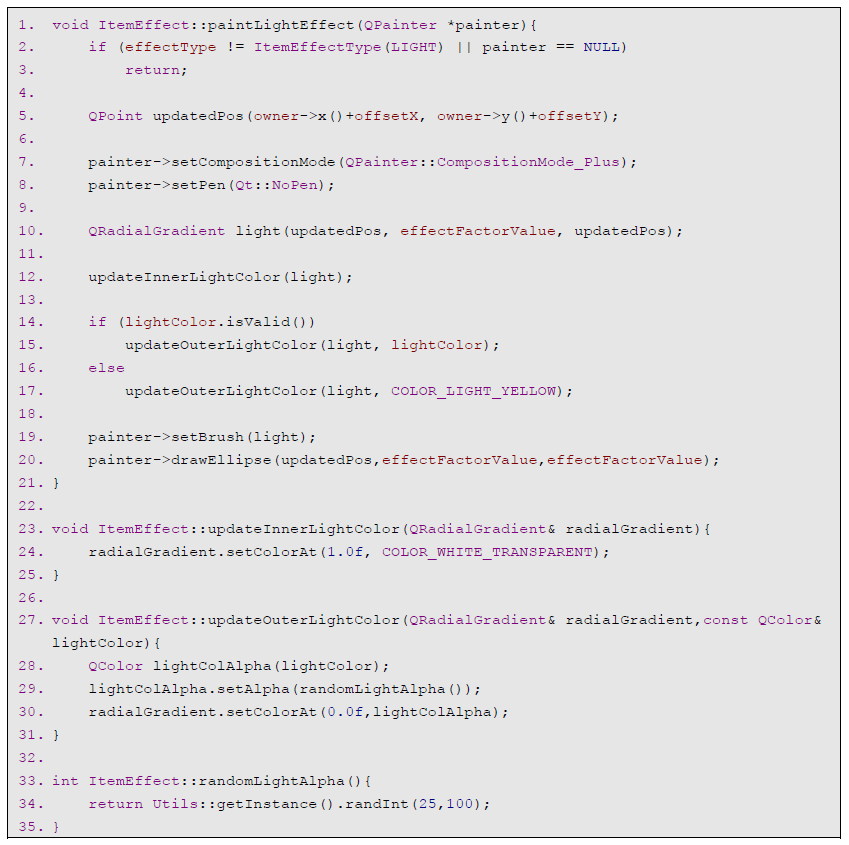 1. void ItemEffect::paintLightEffect(QPainter *painter){
2.     if (effectType != ItemEffectType(LIGHT) || painter == NULL)
3.         return;
4.
5.     QPoint updatedPos(owner->x()+offsetX, owner->y()+offsetY);
6.
7.     painter->setCompositionMode(QPainter::CompositionMode_Plus);
8.     painter->setPen(Qt::NoPen);
9.
10.     QRadialGradient light(updatedPos, effectFactorValue, updatedPos);
11.
12.     updateInnerLightColor(light);
13.
14.     if (lightColor.isValid())
15.         updateOuterLightColor(light, lightColor);
16.     else
17.         updateOuterLightColor(light, COLOR_LIGHT_YELLOW);
18.
19.     painter->setBrush(light);
20.     painter->drawEllipse(updatedPos,effectFactorValue,effectFactorValue);
21. }
22.
23. void ItemEffect::updateInnerLightColor(QRadialGradient& radialGradient){
24.     radialGradient.setColorAt(1.0f, COLOR_WHITE_TRANSPARENT);
25. }
26.
27. void ItemEffect::updateOuterLightColor(QRadialGradient& radialGradient,const QColor&
lightColor){
28.     QColor lightColAlpha(lightColor);
29.     lightColAlpha.setAlpha(randomLightAlpha());
30.     radialGradient.setColorAt(0.0f,lightColAlpha);
31. }
32.
33. int ItemEffect::randomLightAlpha(){
34.     return Utils::getInstance().randInt(25,100);
35. }